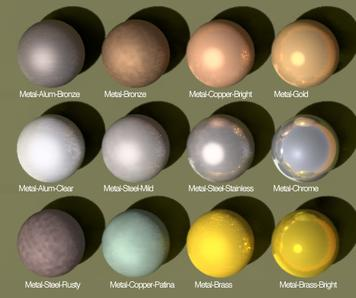 Metal-Alum-Bronze Metal-Bronze Metal-Copper-Bright Metal-Gold
Metal-Alum-Clear Metal-Steel-Mild Metal-Steel-Stainless Metal-Chrome
Metal-Steel-Rusty Metal-Copper-Patina Metal-Brass Metal-Brass-Bright